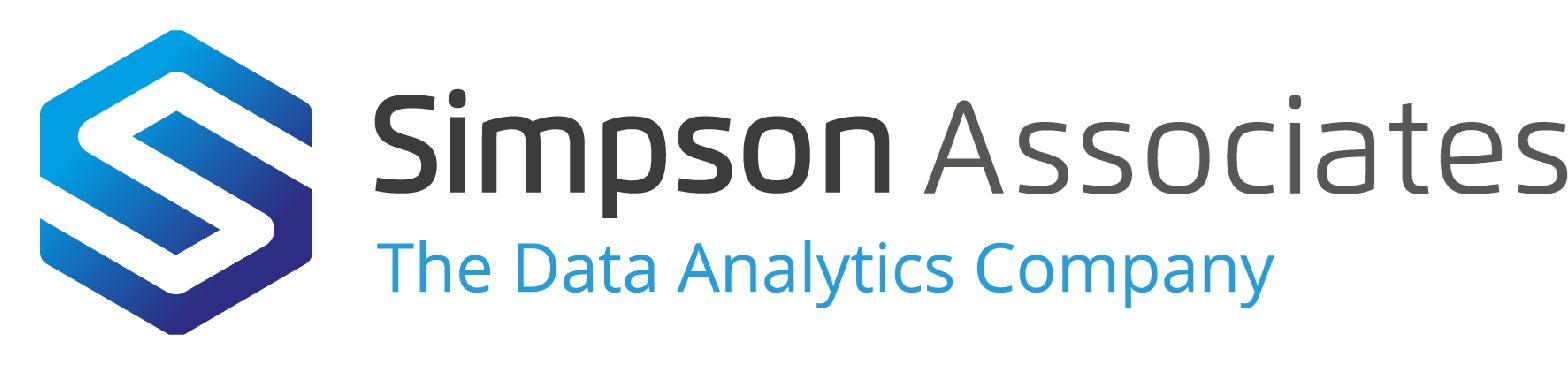 Simpson Associates
The Data Analytics Company